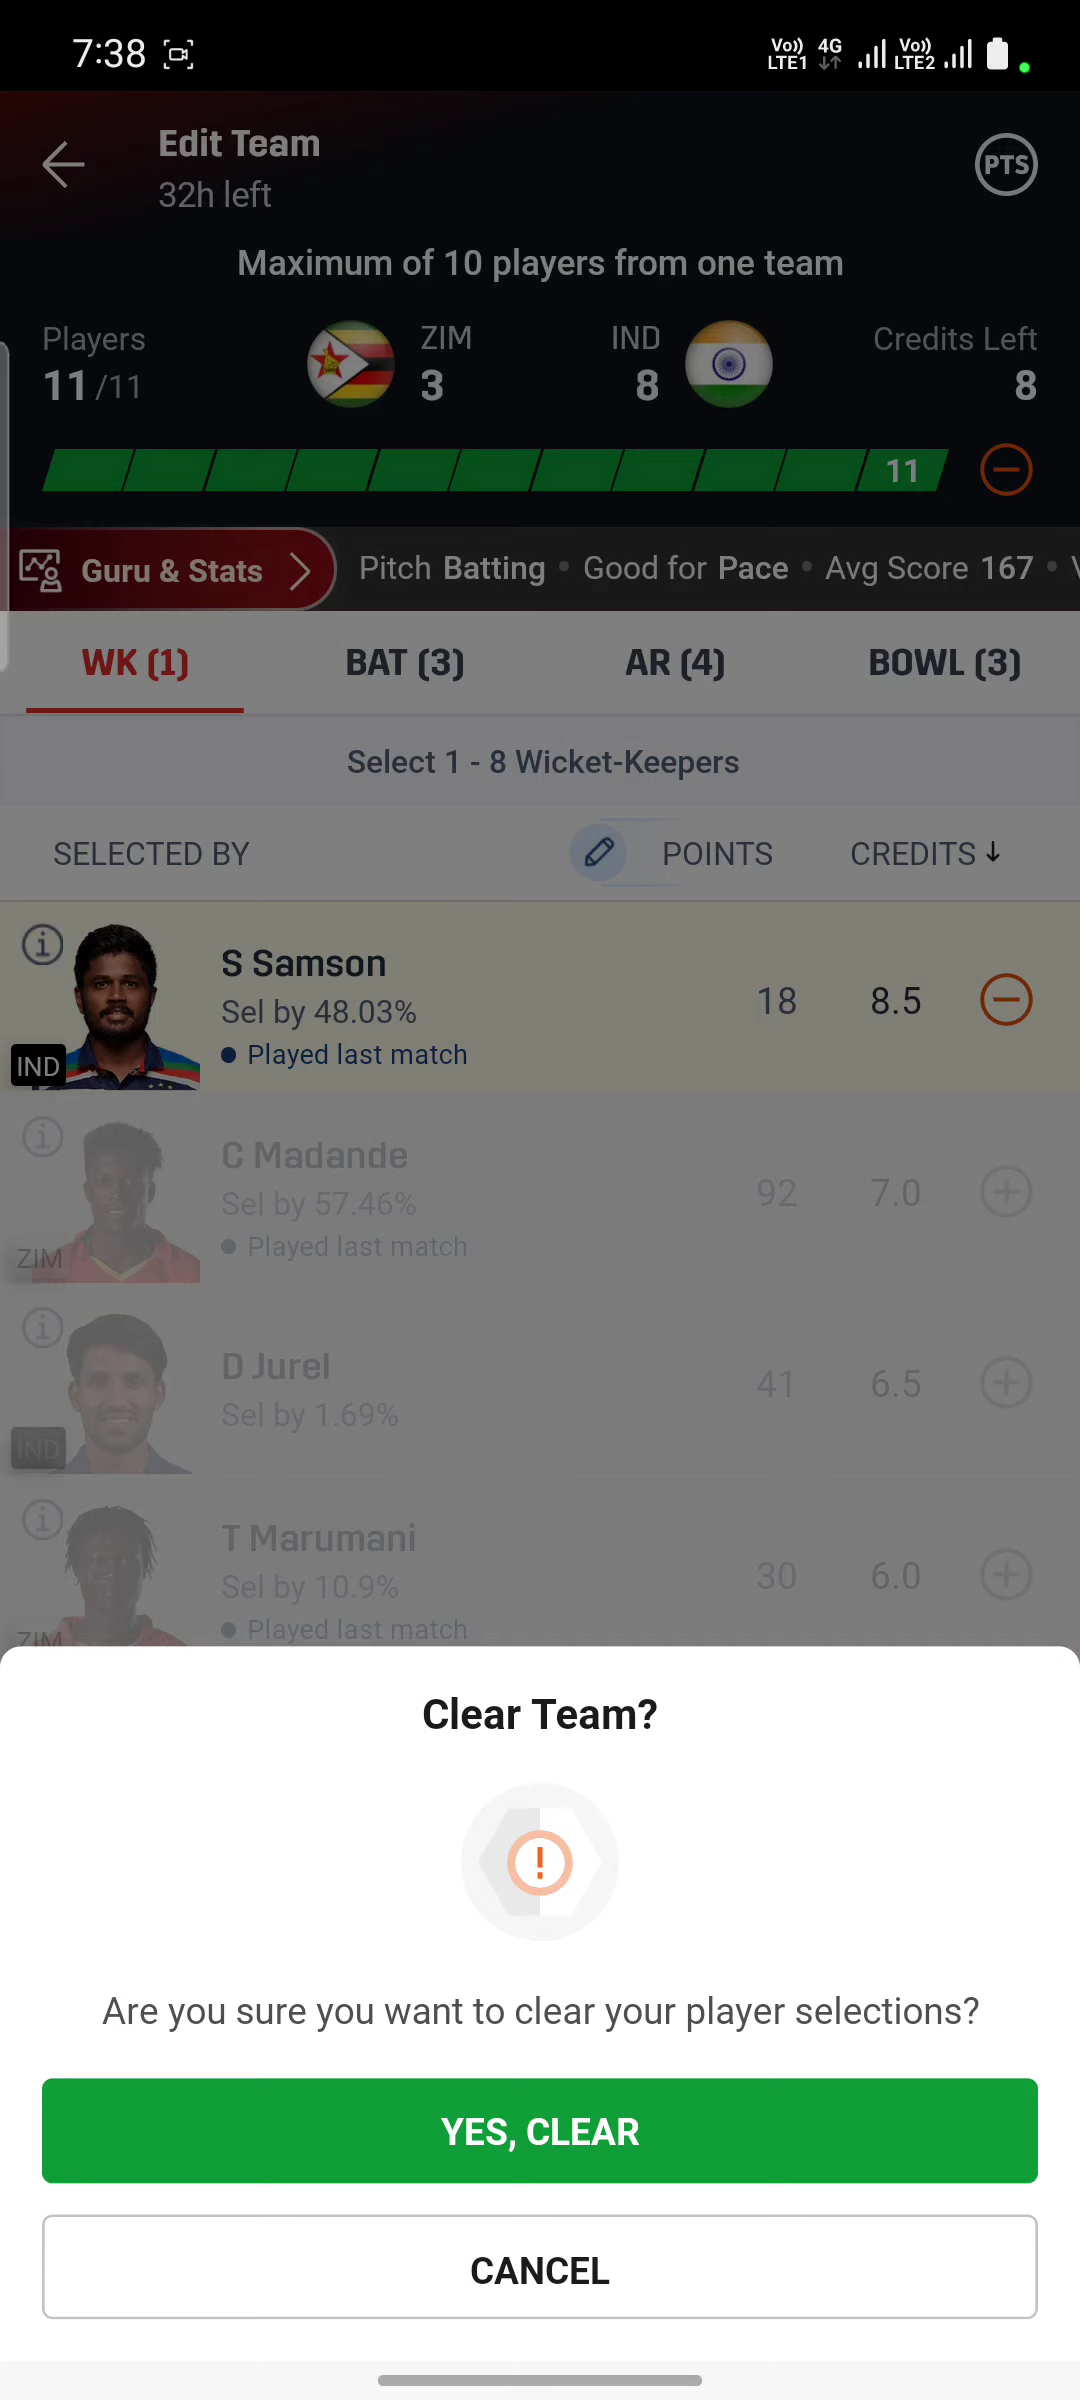 7:38
Vo)) LTE1 4G Vo)) LTE2
Edit Team
32h left
PTS
Maximum of 10 players from one team
Players
11/11
ZIM
3
IND
8
Credits Left
8
11
Guru & Stats
Pitch Batting • Good for Pace • Avg Score 167 •
WK (1)
BAT (3)
AR (4)
BOWL (3)
Select 1 - 8 Wicket-Keepers
SELECTED BY
POINTS
CREDITS ↓
S Samson
Sel by 48.03%
Played last match
IND
18
8.5
C Madande
Sel by 57.46%
Played last match
ZIM
92
7.0
D Jurel
Sel by 1.69%
IND
41
6.5
T Marumani
Sel by 10.9%
Played last match
ZIM
30
6.0
Clear Team?
Are you sure you want to clear your player selections?
YES, CLEAR
CANCEL